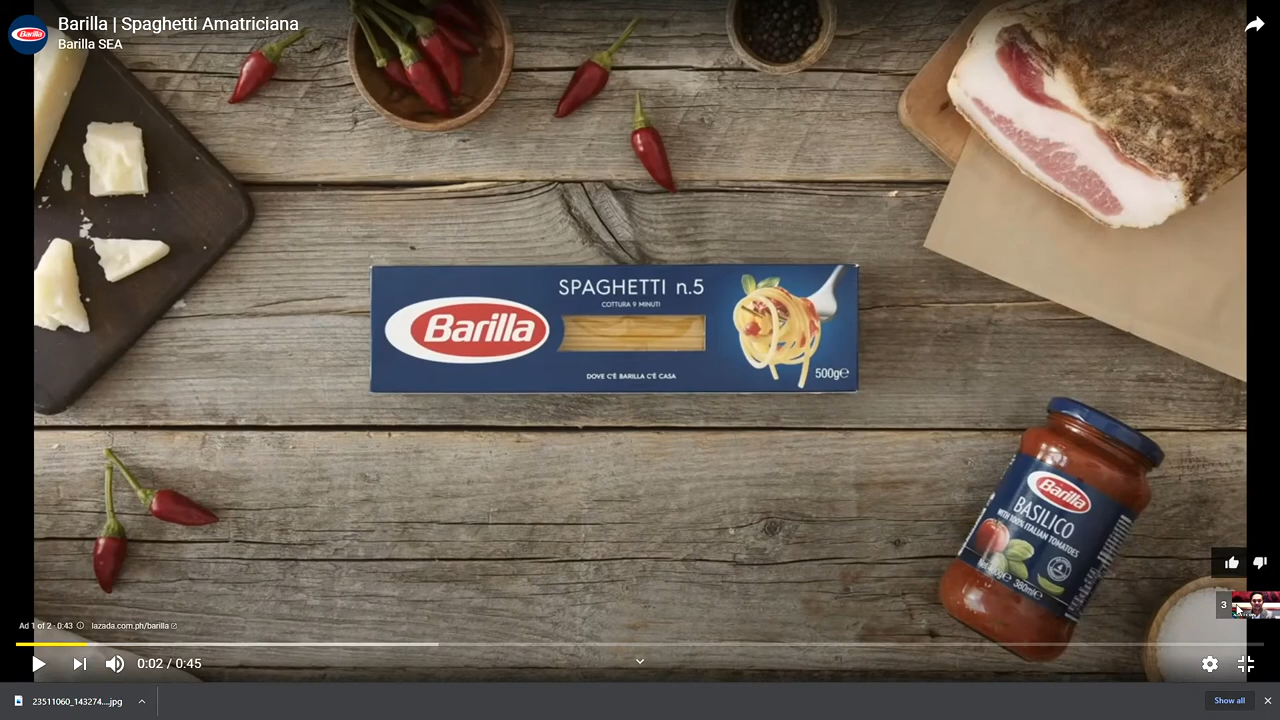 Barilla | Spaghetti Amatriciana
Barilla SEA
Barilla
SPAGHETTI n.5
COTTURA 9 MINUTI
Barilla
DOVE C'È BARILLA C'È CASA
500g℮
Barilla
BASILICO
WITH 100% ITALIAN TOMATOES
380ml℮
3
Ad 1 of 2 · 0:43
lazada.com.ph/barilla
0:02 / 0:45
23511060_143274....jpg
Show all